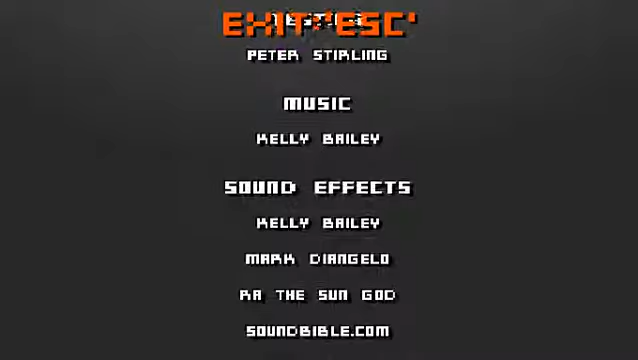 EXIT 'ESC'
PETER STIRLING
MUSIC
KELLY BAILEY
SOUND EFFECTS
KELLY BAILEY
MARK DIANGELO
RA THE SUN GOD
SOUNDBIBLE.COM